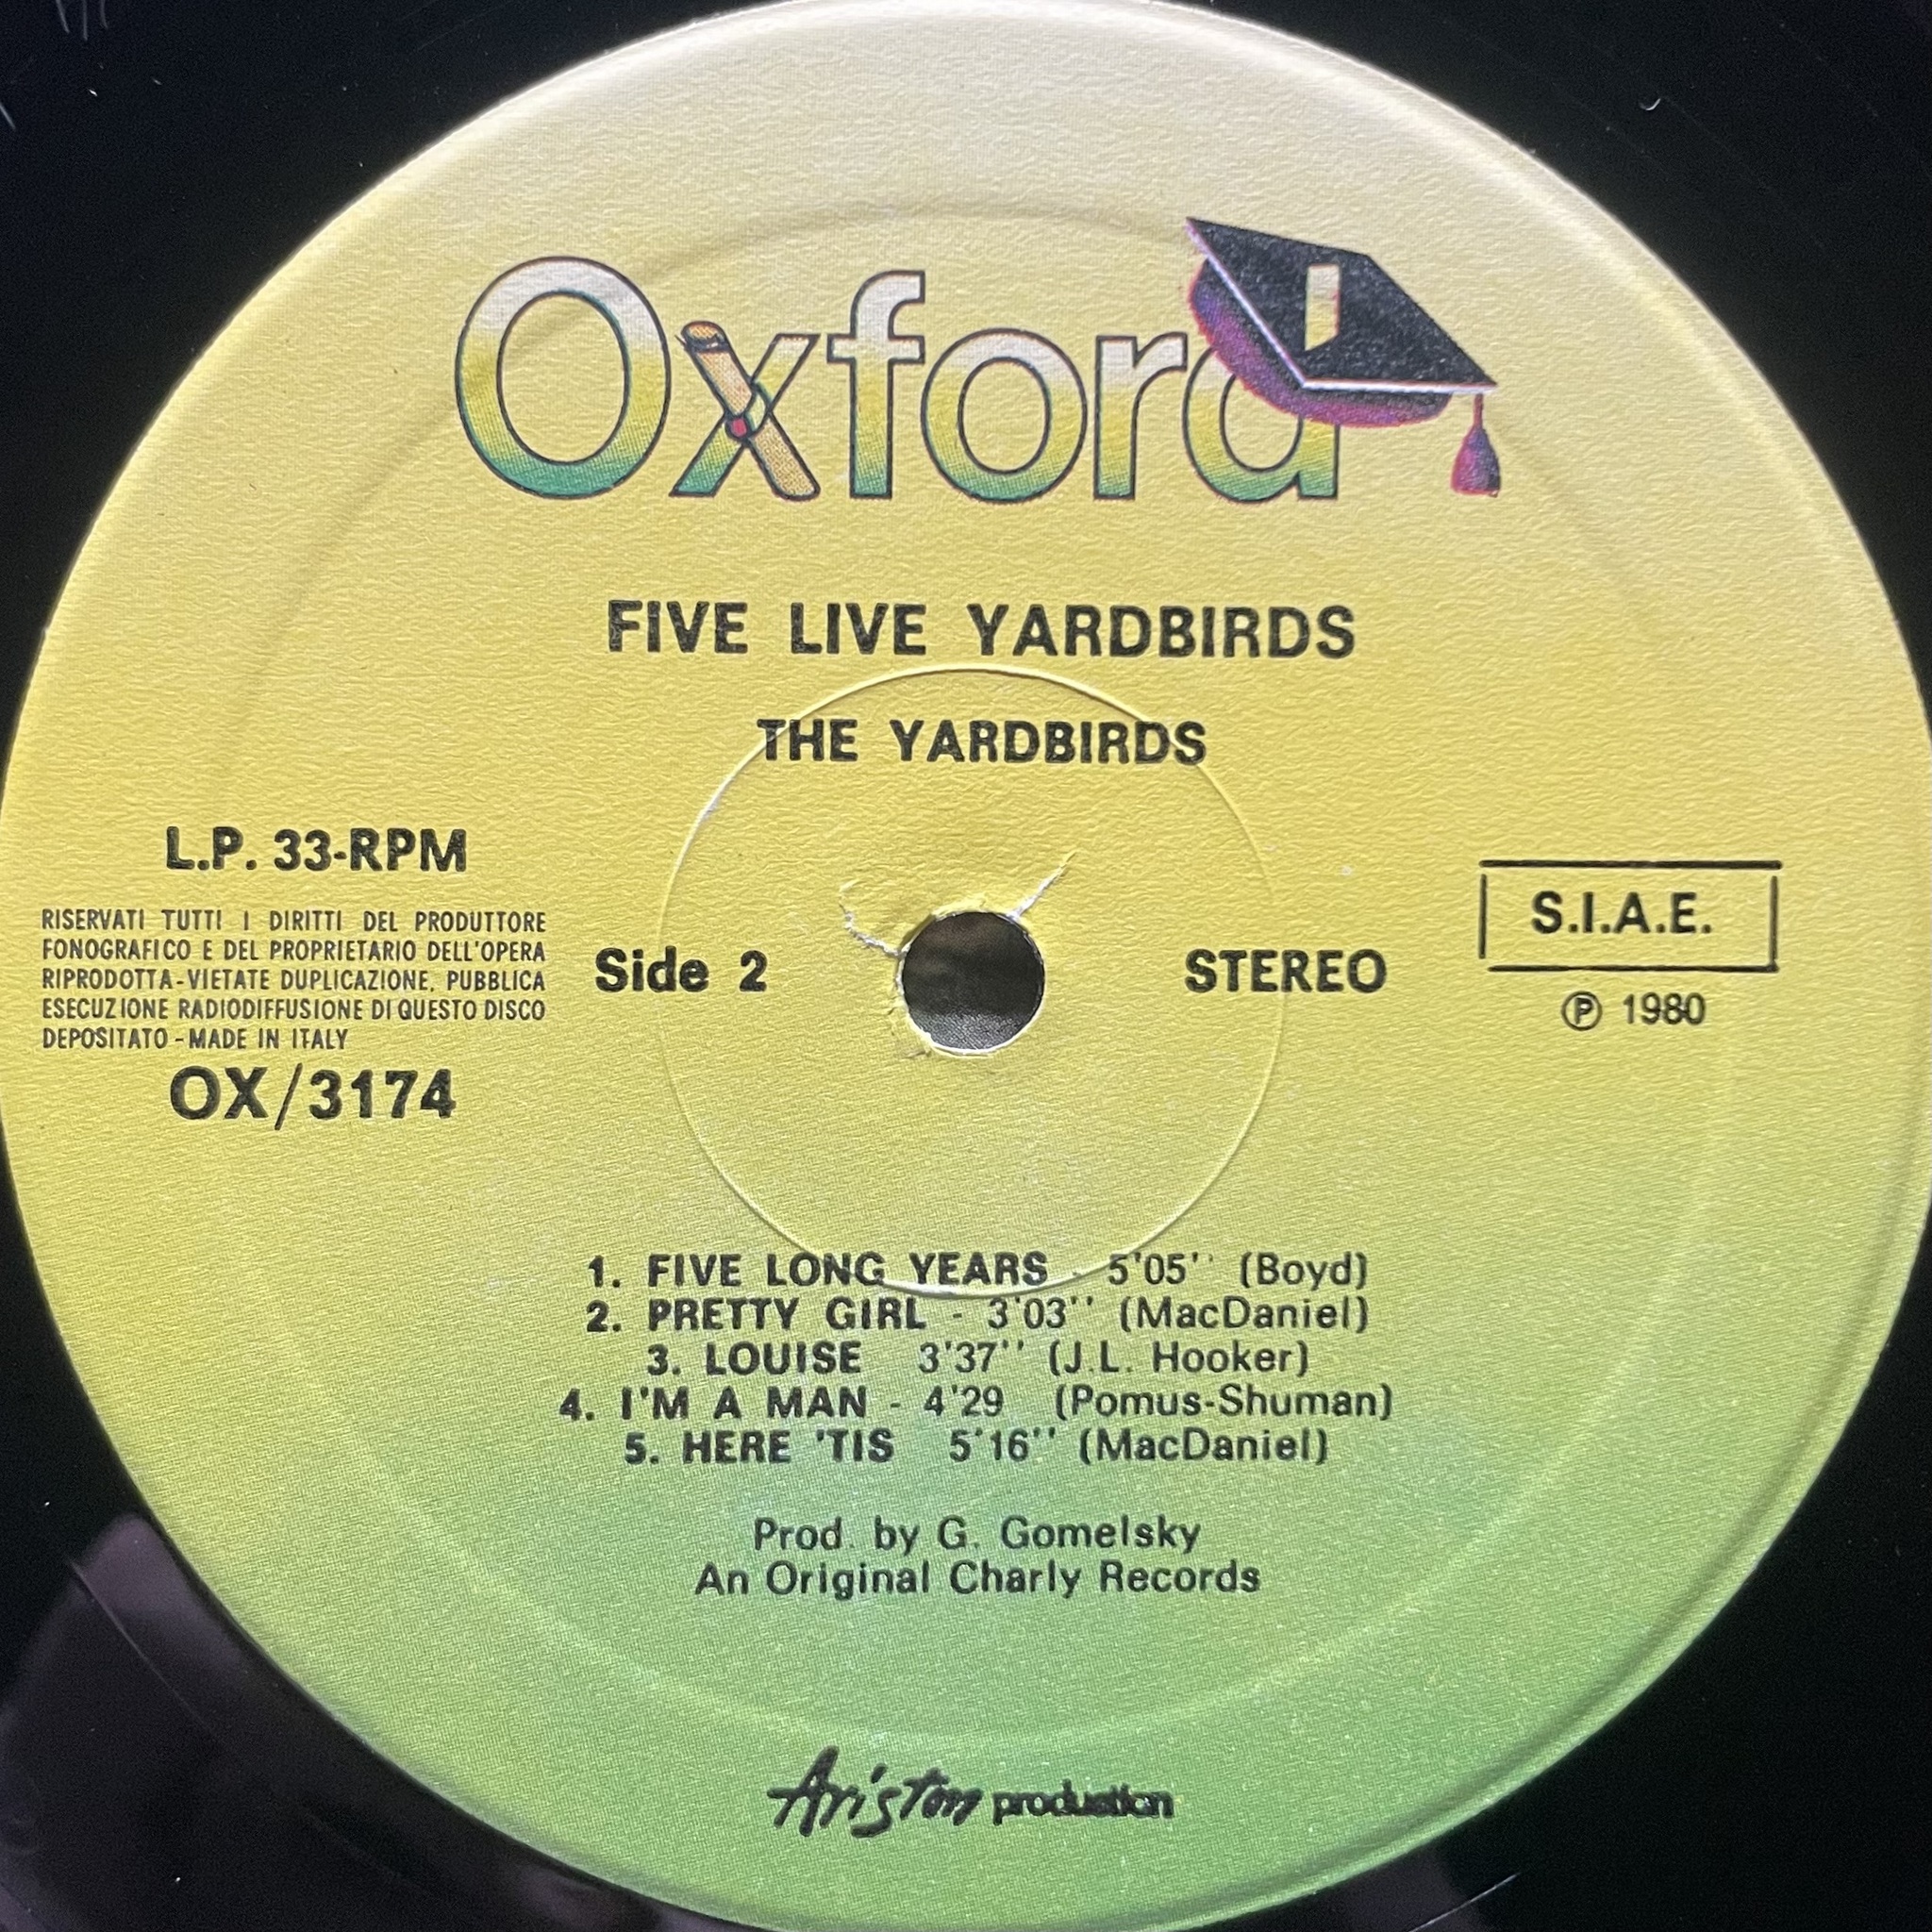 Oxford
FIVE LIVE YARDBIRDS
THE YARDBIRDS
L.P. 33-RPM
RISERVATI TUTTI I DIRITTI DEL PRODUTTORE
FONOGRAFICO E DEL PROPRIETARIO DELL'OPERA
RIPRODOTTA-VIETATE DUPLICAZIONE, PUBBLICA
ESECUZIONE RADIODIFFUSIONE DI QUESTO DISCO
DEPOSITATO - MADE IN ITALY
OX/3174
Side 2
STEREO
S.I.A.E.
℗ 1980
1. FIVE LONG YEARS - 5'05'' (Boyd)
2. PRETTY GIRL - 3'03'' (MacDaniel)
3. LOUISE 3'37'' (J.L. Hooker)
4. I'M A MAN - 4'29 (Pomus-Shuman)
5. HERE 'TIS 5'16'' (MacDaniel)
Prod. by G. Gomelsky
An Original Charly Records
Ariston production